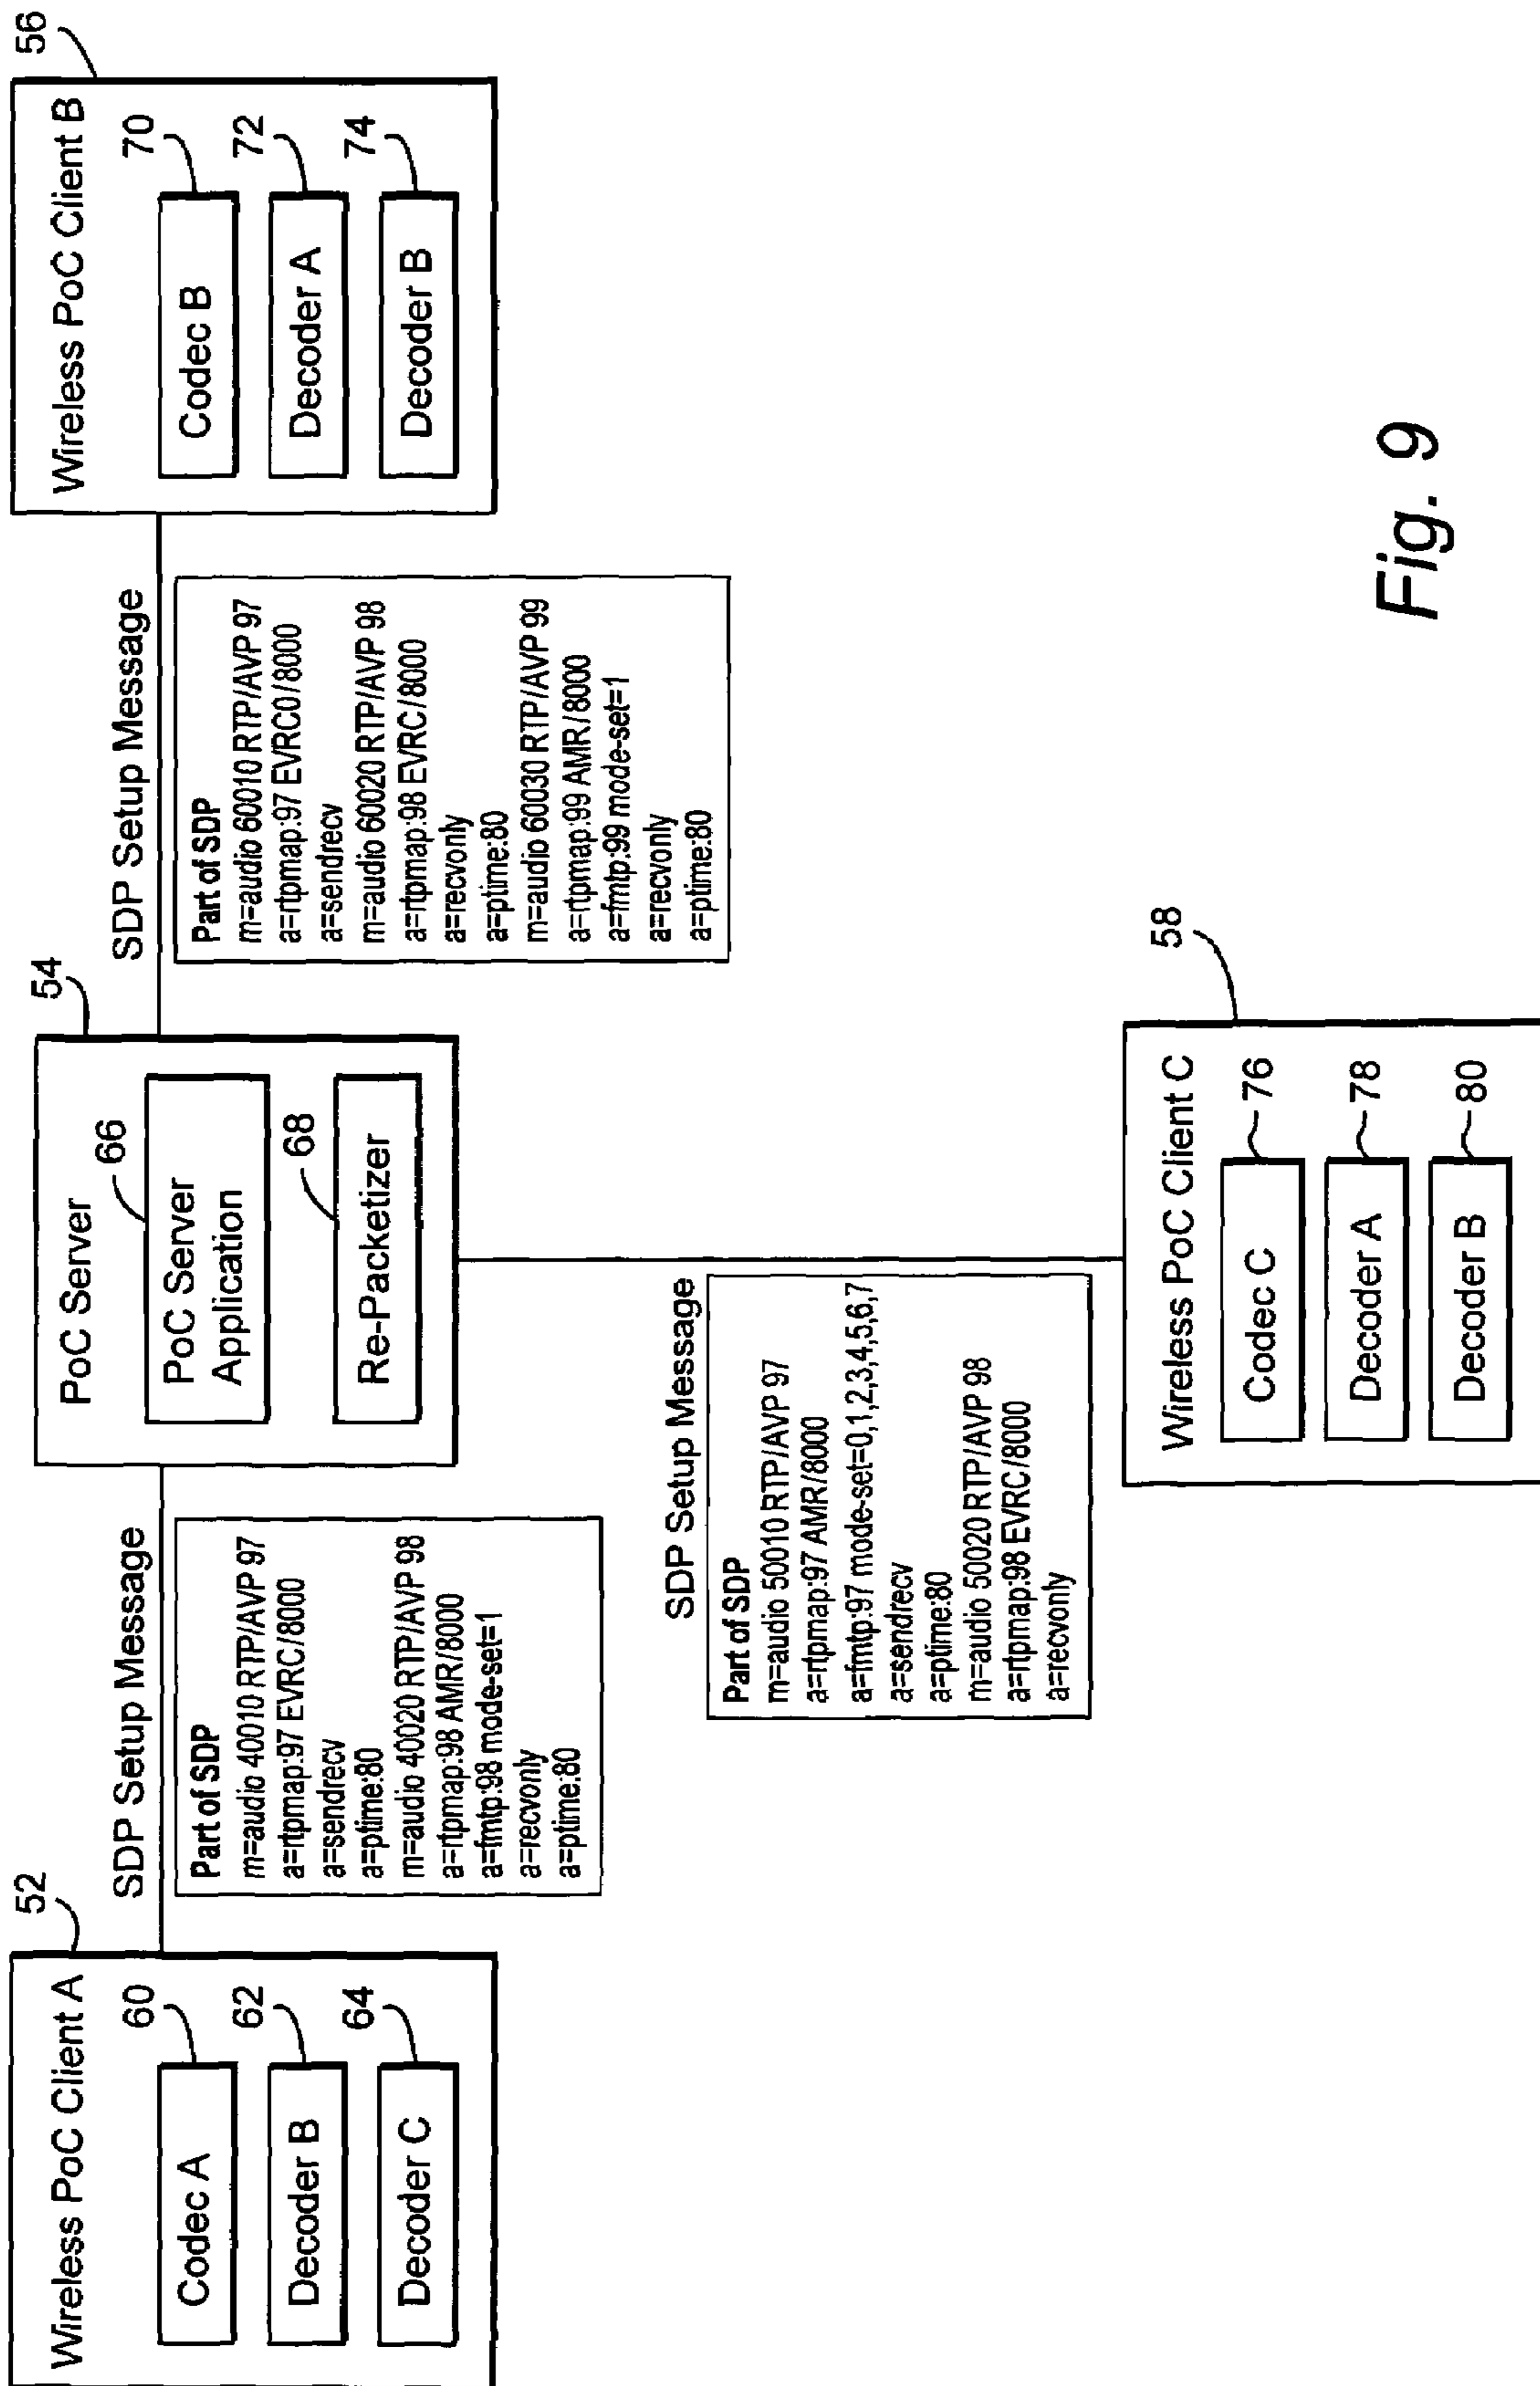 Wireless PoC Client A
52
Codec A
60
Decoder B
62
Decoder C
64
SDP Setup Message
Part of SDP
m=audio 40010 RTP/AVP 97
a=rtpmap:97 EVRC/8000
a=sendrecv
a=ptime:80
m=audio 40020 RTP/AVP 98
a=rtpmap:98 AMR/8000
a=fmtp:98 mode-set=1
a=recvonly
a=ptime:80
PoC Server
54
PoC Server
Application
66
Re-Packetizer
68
SDP Setup Message
Part of SDP
m=audio 60010 RTP/AVP 97
a=rtpmap:97 EVRC0/8000
a=sendrecv
m=audio 60020 RTP/AVP 98
a=rtpmap:98 EVRC/8000
a=recvonly
a=ptime:80
m=audio 60030 RTP/AVP 99
a=rtpmap:99 AMR/8000
a=fmtp:99 mode-set=1
a=recvonly
a=ptime:80
Wireless PoC Client B
56
Codec B
70
Decoder A
72
Decoder B
74
SDP Setup Message
Part of SDP
m=audio 50010 RTP/AVP 97
a=rtpmap:97 AMR/8000
a=fmtp:97 mode-set=0,1,2,3,4,5,6,7
a=sendrecv
a=ptime:80
m=audio 50020 RTP/AVP 98
a=rtpmap:98 EVRC/8000
a=recvonly
Wireless PoC Client C
58
Codec C
76
Decoder A
78
Decoder B
80
Fig. 9